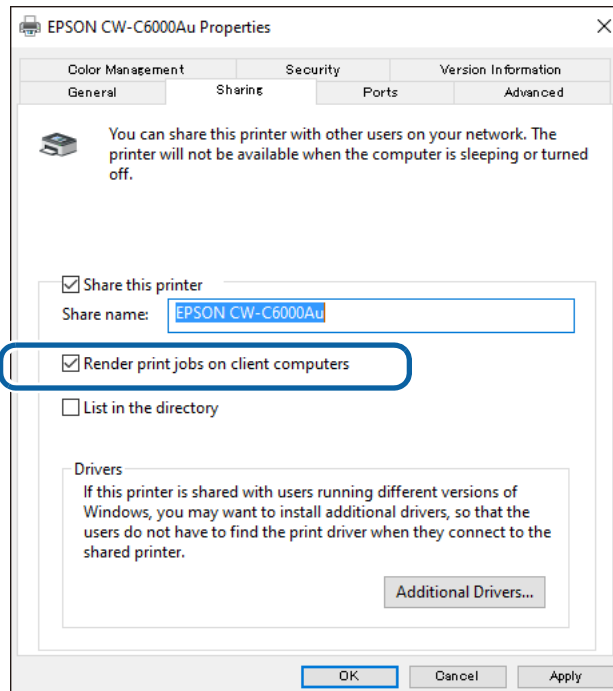 EPSON CW-C6000Au Properties
Color Management Security Version Information
General Sharing Ports Advanced
You can share this printer with other users on your network. The
printer will not be available when the computer is sleeping or turned
off.
Share this printer
Share name: EPSON CW-C6000Au
Render print jobs on client computers
List in the directory
Drivers
If this printer is shared with users running different versions of
Windows, you may want to install additional drivers, so that the
users do not have to find the print driver when they connect to the
shared printer.
Additional Drivers...
OK Cancel Apply